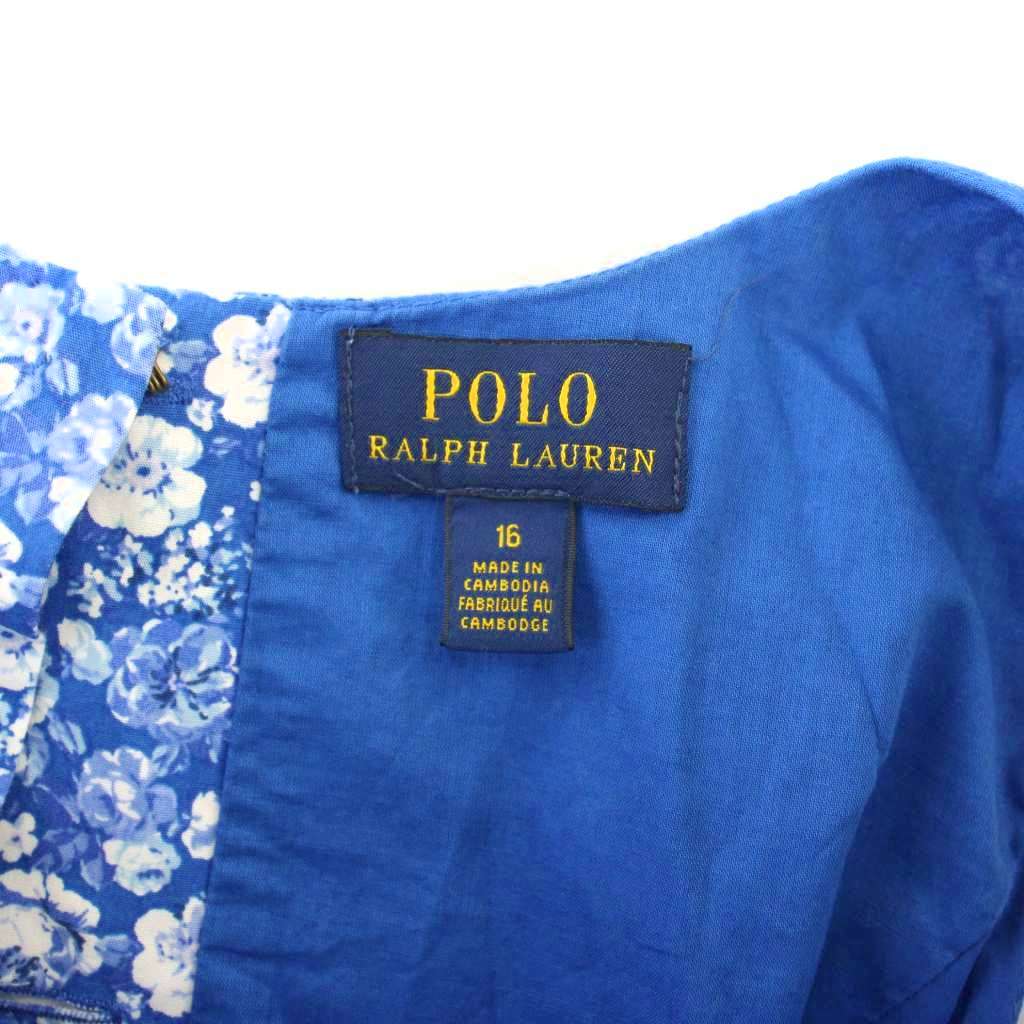 POLO
RALPH LAUREN
16
MADE IN
CAMBODIA
FABRIQUÉ AU
CAMBODGE